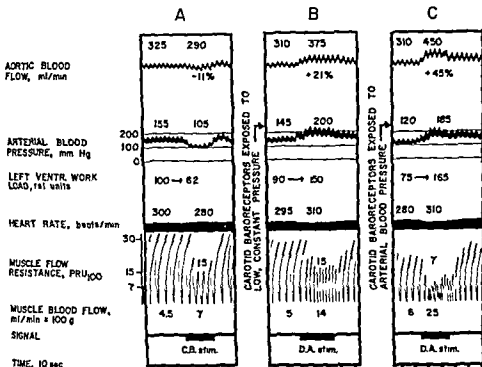 A B C
325 290 310 375 310 450
AORTIC BLOOD
FLOW, ml/min
-11% +21% +45%
CAROTID BARORECEPTORS EXPOSED TO
LOW, CONSTANT PRESSURE
CAROTID BARORECEPTORS EXPOSED TO
ARTERIAL BLOOD PRESSURE
155 105 145 200 120 185
200
ARTERIAL BLOOD
PRESSURE, mm Hg
100
0
LEFT VENTR. WORK
LOAD, rel units
100→62 90→150 75→165
300 280 295 310 280 310
HEART RATE, beats/min
30
MUSCLE FLOW
RESISTANCE, PRU100
15
7
15 15 7
MUSCLE BLOOD FLOW,
ml/min x 100 g
4.5 7 5 14 6 25
SIGNAL
C.B. stim. D.A. stim. D.A. stim.
TIME, 10 sec